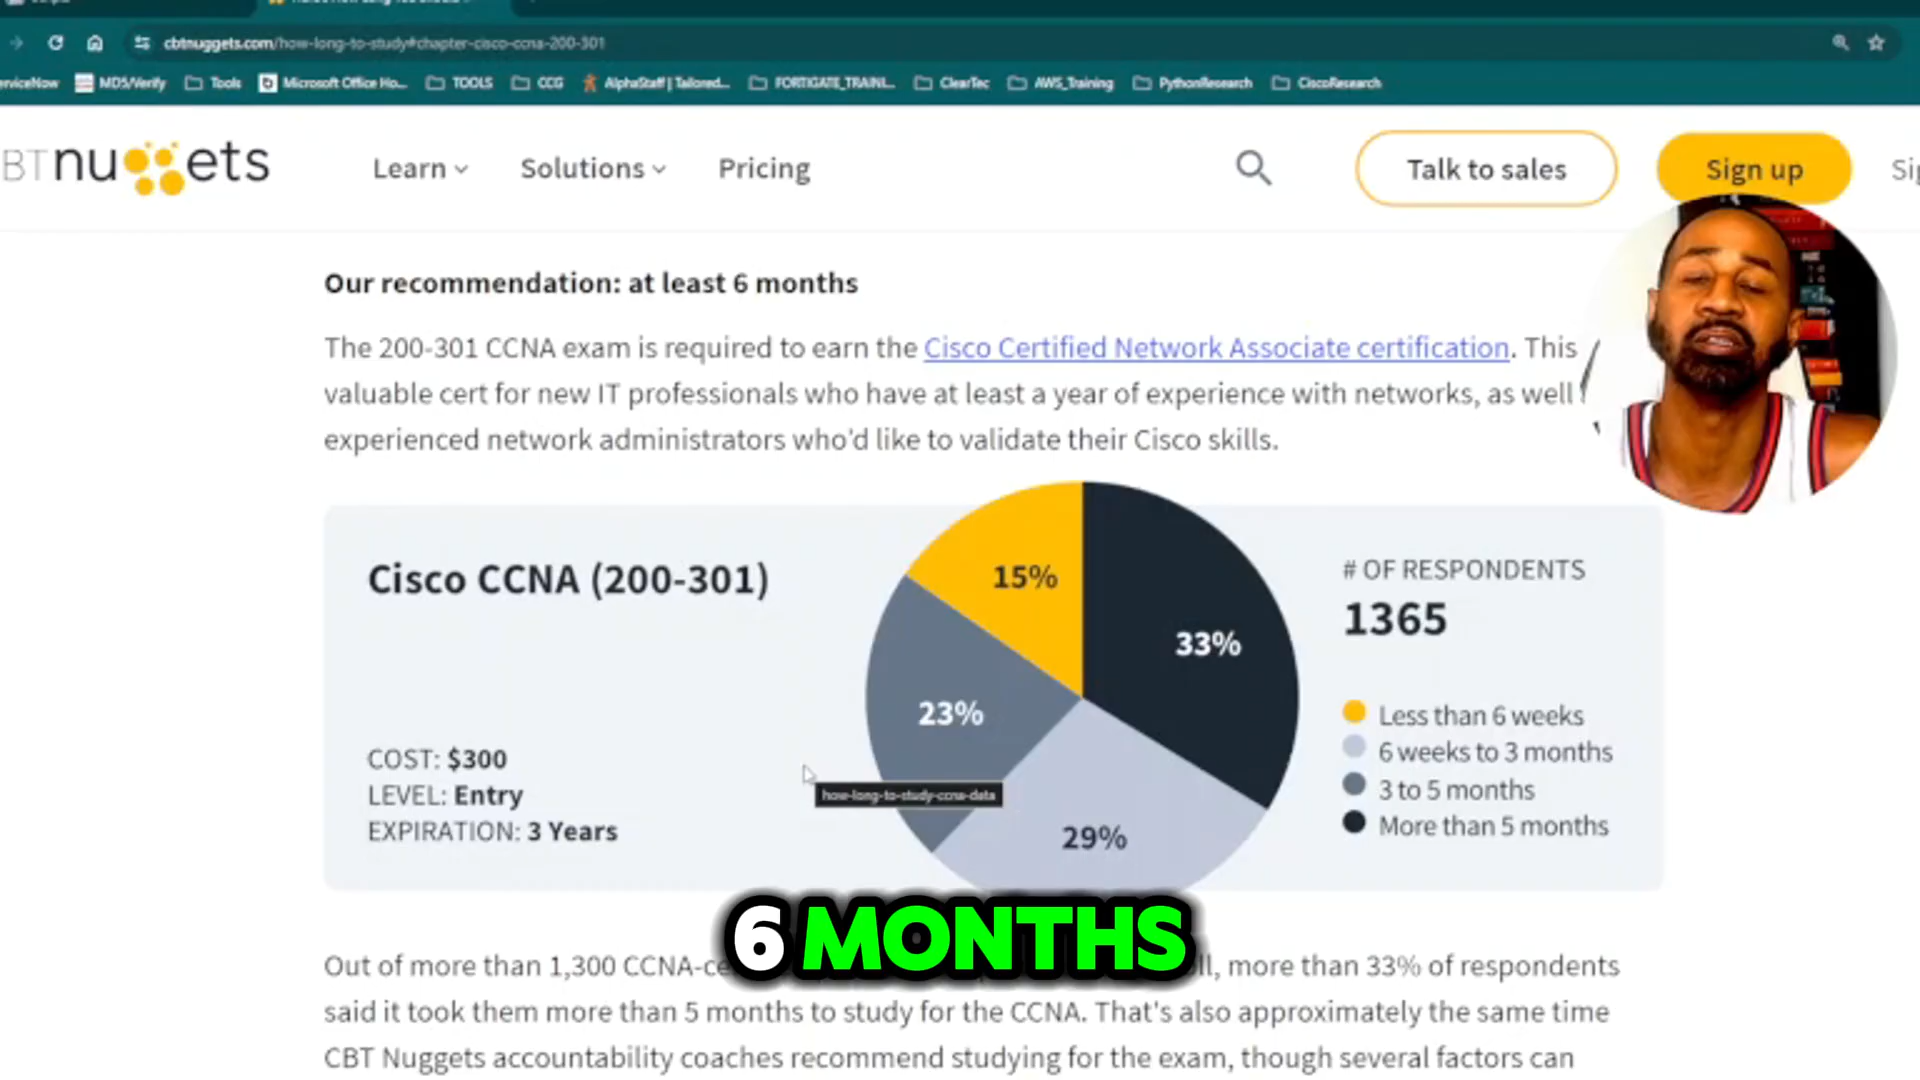 cbtnuggets.com/how-long-to-study#chapter-cisco-ccna-200-301
MD5/Verify Tools Microsoft Office Ho... TOOLS CCG AlphaStaff | Tailored... FORTIGATE_TRAINI... ClearTec AWS_Training PythonResearch CiscoResearch
BT nuggets Learn Solutions Pricing Talk to sales Sign up
Our recommendation: at least 6 months
The 200-301 CCNA exam is required to earn the Cisco Certified Network Associate certification. This
valuable cert for new IT professionals who have at least a year of experience with networks, as well
experienced network administrators who'd like to validate their Cisco skills.
Cisco CCNA (200-301)
COST: $300
LEVEL: Entry
EXPIRATION: 3 Years
15%
33%
23%
29%
how-long-to-study-ccna-data
# OF RESPONDENTS
1365
Less than 6 weeks
6 weeks to 3 months
3 to 5 months
More than 5 months
6 MONTHS
Out of more than 1,300 CCNA-ce ll, more than 33% of respondents
said it took them more than 5 months to study for the CCNA. That's also approximately the same time
CBT Nuggets accountability coaches recommend studying for the exam, though several factors can